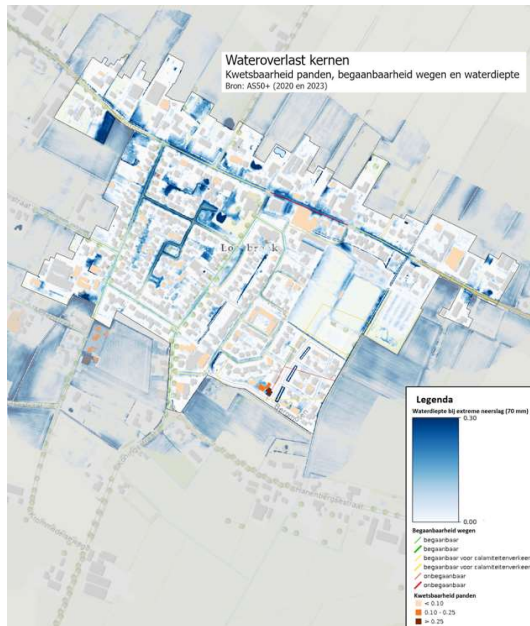 Wateroverlast kernen
Kwetsbaarheid panden, begaanbaarheid wegen en waterdiepte
Bron: AS50+ (2020 en 2023)
Legenda
Waterdiepte bij extreme neerslag (70 mm)
0.30
0.00
Begaanbaarheid wegen
begaanbaar
begaanbaar
begaanbaar voor calamiteitenverkeer
begaanbaar voor calamiteitenverkeer
onbegaanbaar
onbegaanbaar
Kwetsbaarheid panden
< 0.10
0.10 - 0.25
> 0.25